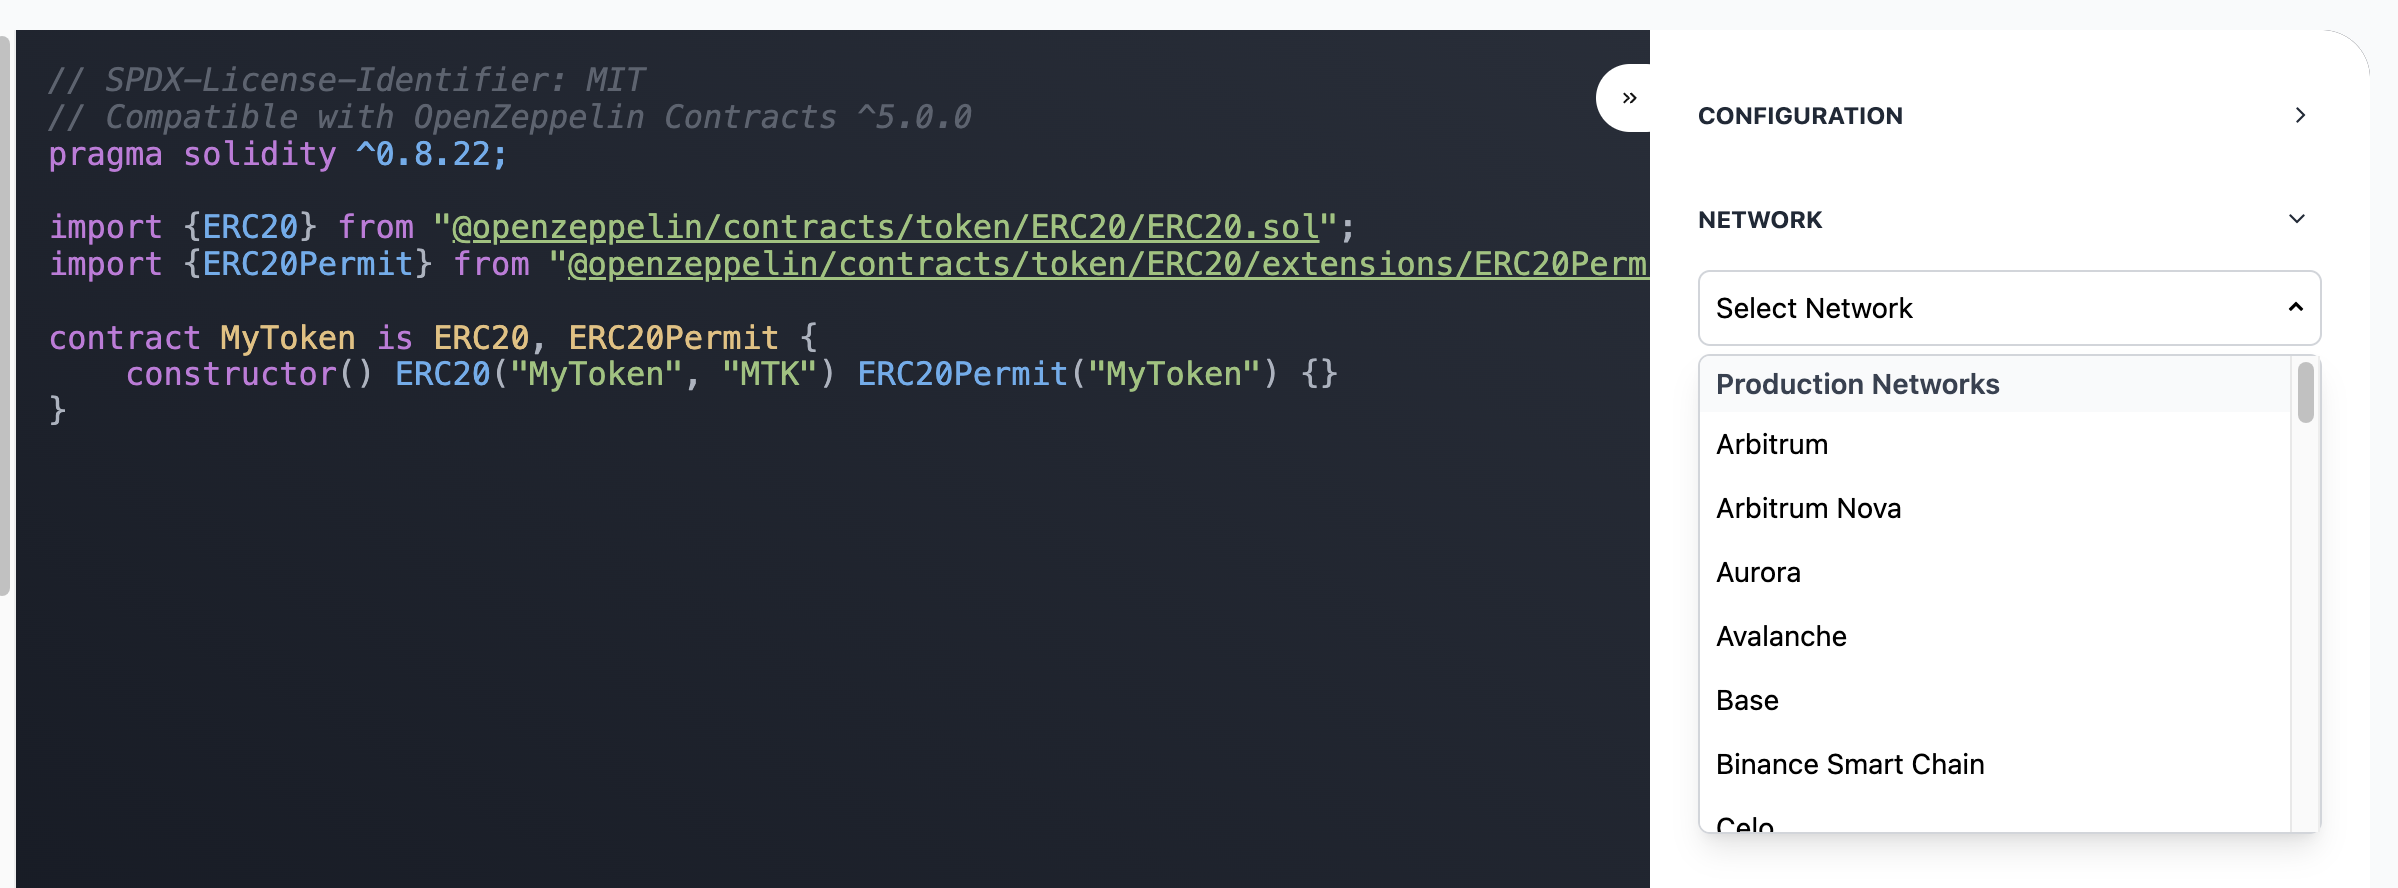 // SPDX-License-Identifier: MIT
// Compatible with OpenZeppelin Contracts ^5.0.0
pragma solidity ^0.8.22;
import {ERC20} from "@openzeppelin/contracts/token/ERC20/ERC20.sol";
import {ERC20Permit} from "@openzeppelin/contracts/token/ERC20/extensions/ERC20Perm
contract MyToken is ERC20, ERC20Permit {
    constructor() ERC20("MyToken", "MTK") ERC20Permit("MyToken") {}
}
»
CONFIGURATION
NETWORK
Select Network
Production Networks
Arbitrum
Arbitrum Nova
Aurora
Avalanche
Base
Binance Smart Chain
Celo